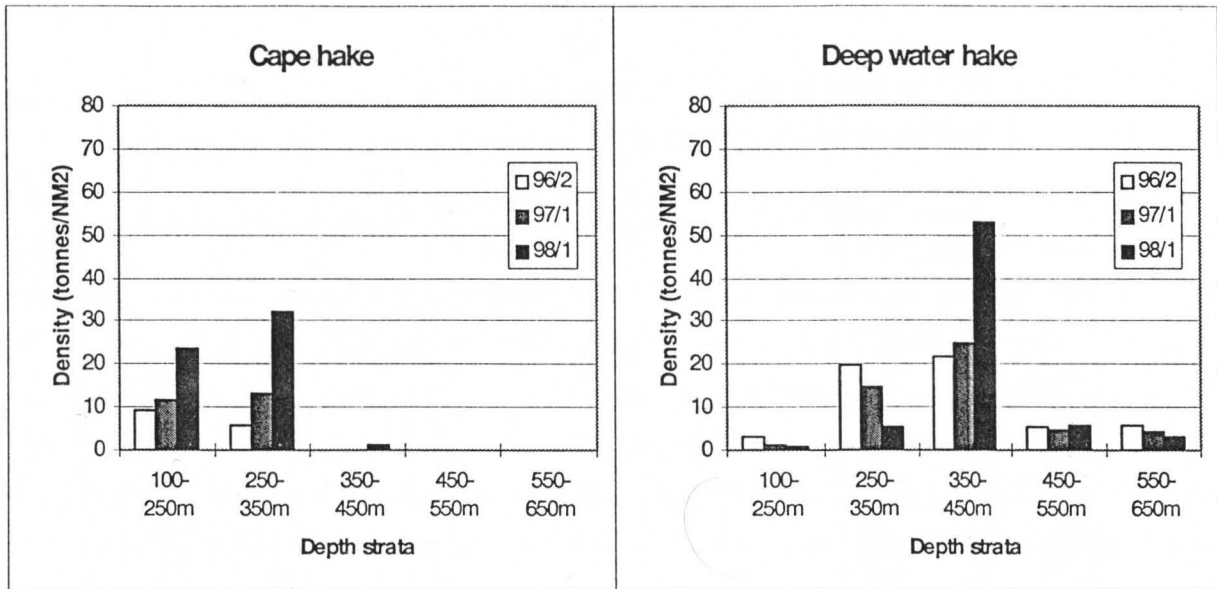 Cape hake
80
70
60
50
40
30
20
10
0
Density (tonnes/NM2)
96/2
97/1
98/1
100-
250m
250-
350m
350-
450m
450-
550m
550-
650m
Depth strata
Deep water hake
80
70
60
50
40
30
20
10
0
Density (tonnes/NM2)
96/2
97/1
98/1
100-
250m
250-
350m
350-
450m
450-
550m
550-
650m
Depth strata